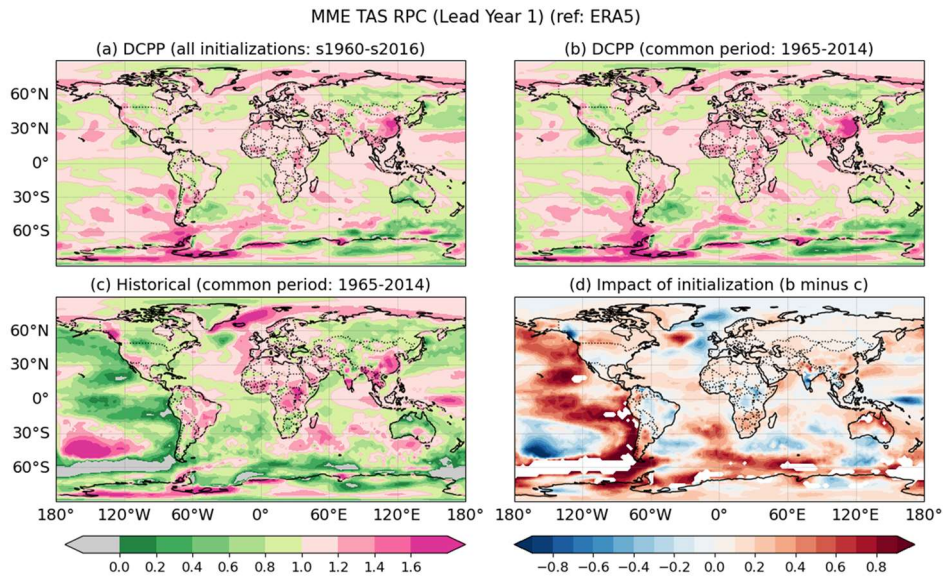 MME TAS RPC (Lead Year 1) (ref: ERA5)
(a) DCPP (all initializations: s1960-s2016)
(b) DCPP (common period: 1965-2014)
60°N
30°N
0°
30°S
60°S
(c) Historical (common period: 1965-2014)
(d) Impact of initialization (b minus c)
60°N
30°N
0°
30°S
60°S
180° 120°W 60°W 0° 60°E 120°E 180°
180° 120°W 60°W 0° 60°E 120°E 180°
0.0 0.2 0.4 0.6 0.8 1.0 1.2 1.4 1.6
−0.8 −0.6 −0.4 −0.2 0.0 0.2 0.4 0.6 0.8